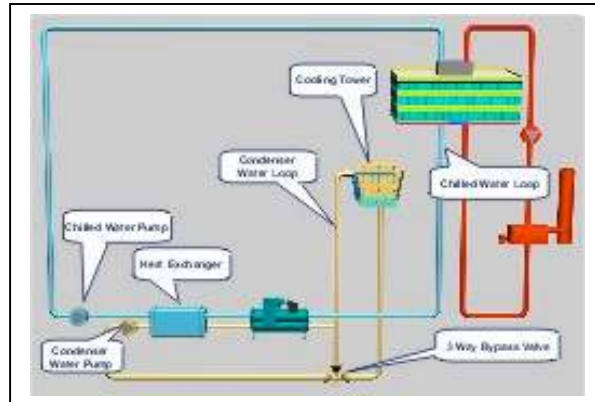 Cooling Tower
Condenser
Water Loop
Chilled Water Loop
Chilled Water Pump
Heat Exchanger
Condenser
Water Pump
3 Way Bypass Valve